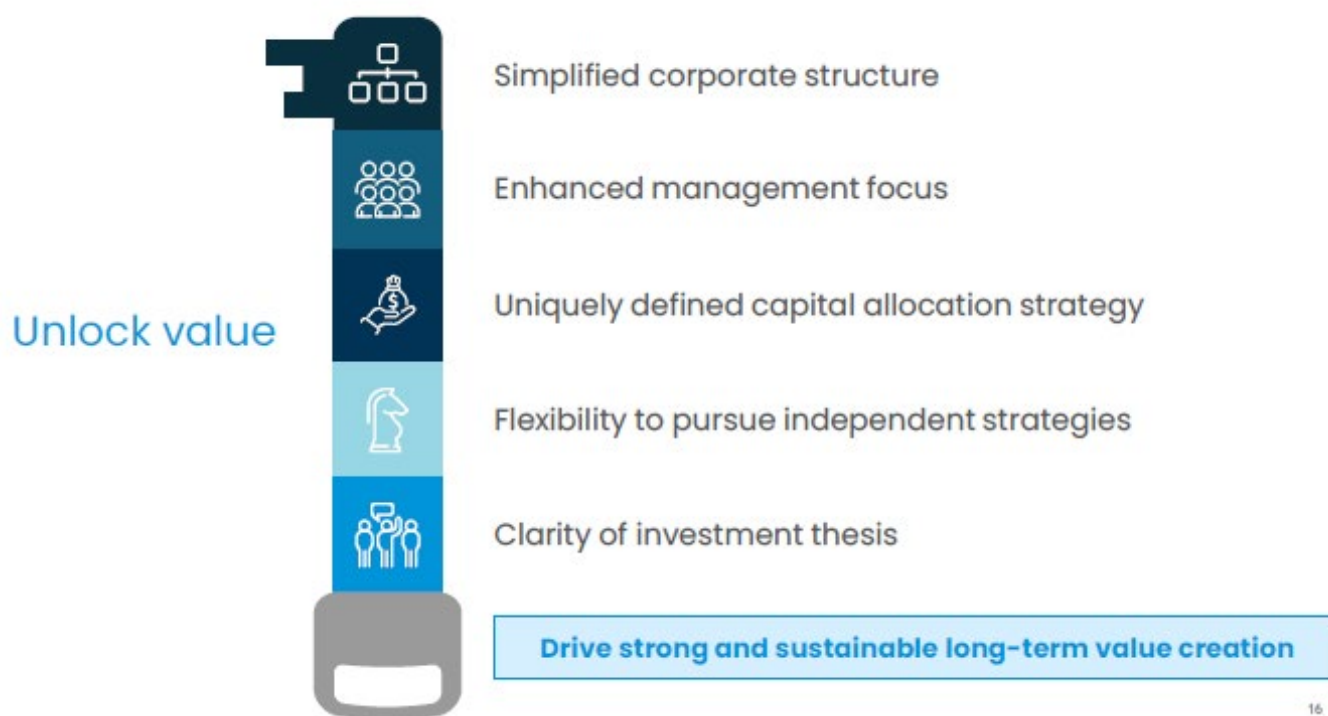 Simplified corporate structure
Enhanced management focus
Uniquely defined capital allocation strategy
Unlock value
Flexibility to pursue independent strategies
Clarity of investment thesis
Drive strong and sustainable long-term value creation
16